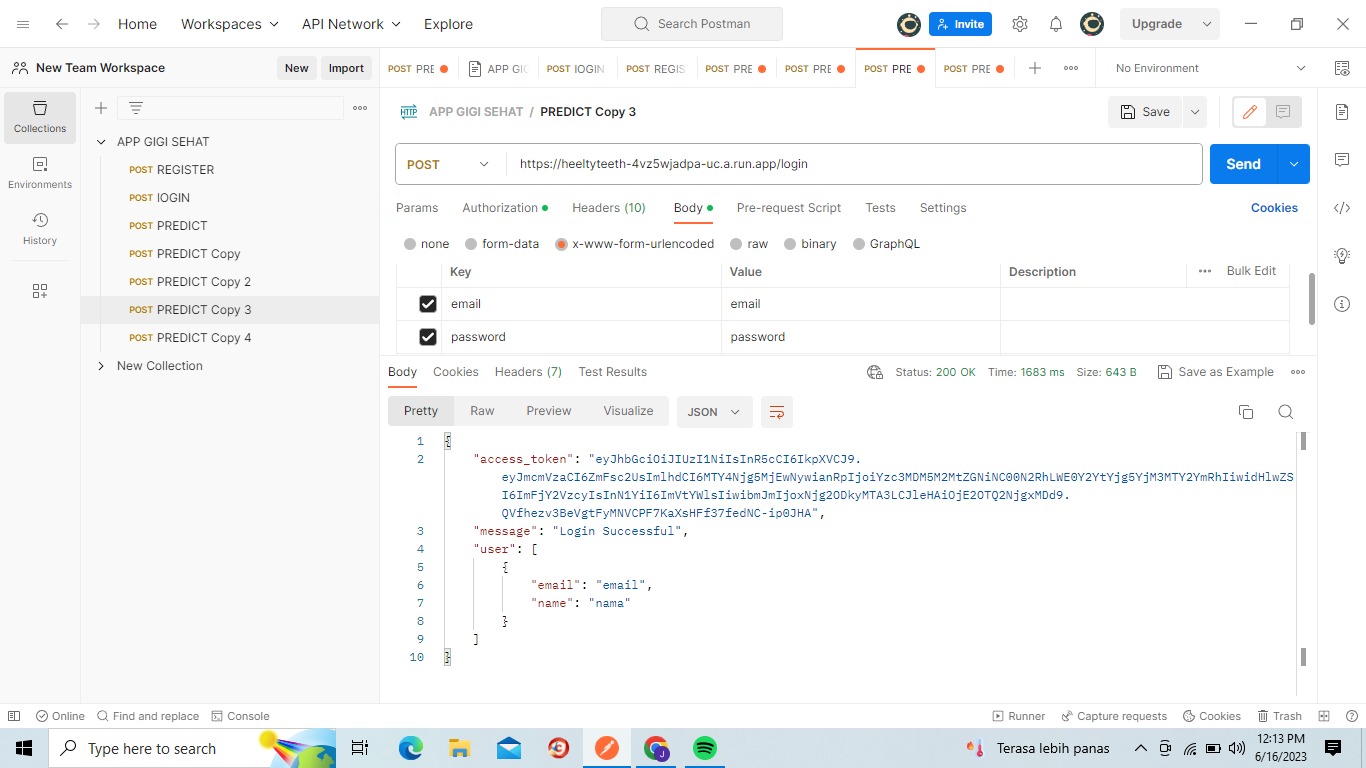 Home Workspaces API Network Explore Search Postman Invite Upgrade
New Team Workspace New Import POST PRE APP GIG POST IOGIN POST REGIS POST PRE POST PRE POST PRE POST PRE No Environment
Collections
Environments
History
APP GIGI SEHAT
POST REGISTER
POST lOGIN
POST PREDICT
POST PREDICT Copy
POST PREDICT Copy 2
POST PREDICT Copy 3
POST PREDICT Copy 4
New Collection
HTTP APP GIGI SEHAT / PREDICT Copy 3 Save
POST https://heeltyteeth-4vz5wjadpa-uc.a.run.app/login Send
Params Authorization Headers (10) Body Pre-request Script Tests Settings Cookies
none form-data x-www-form-urlencoded raw binary GraphQL
Key Value Description Bulk Edit
email email
password password
Body Cookies Headers (7) Test Results Status: 200 OK Time: 1683 ms Size: 643 B Save as Example
Pretty Raw Preview Visualize JSON
1 {
2 "access_token": "eyJhbGciOiJIUzI1NiIsInR5cCI6IkpXVCJ9.
eyJmcmVzaCI6ZmFsc2UsImlhdCI6MTY4Njg5MjEwNywianRpIjoiYzc3MDM5M2MtZGNiNC00N2RhLWE0Y2YtYjg5YjM3MTY2YmRhIiwidHlwZS
I6ImFjY2VzcyIsInN1YiI6ImVtYWlsIiwibmJmIjoxNjg2ODkyMTA3LCJleHAiOjE2OTQ2NjgxMDd9.
QVfhezv3BeVgtFyMNVCPF7KaXsHFf37fedNC-ip0JHA",
3 "message": "Login Successful",
4 "user": [
5 {
6 "email": "email",
7 "name": "nama"
8 }
9 ]
10 }
Online Find and replace Console Runner Capture requests Cookies Trash
Type here to search Terasa lebih panas 12:13 PM
6/16/2023